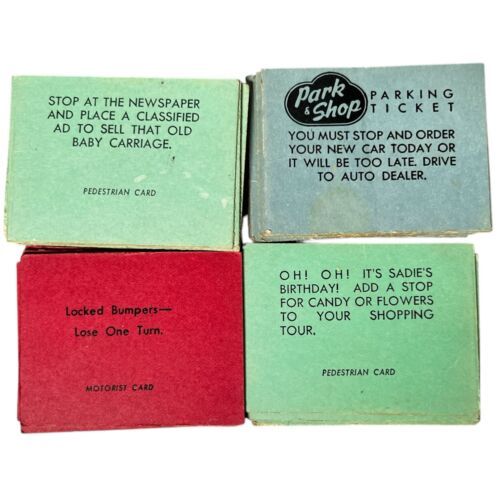 STOP AT THE NEWSPAPER
AND PLACE A CLASSIFIED
AD TO SELL THAT OLD
BABY CARRIAGE.
PEDESTRIAN CARD
Park & Shop
PARKING
TICKET
YOU MUST STOP AND ORDER
YOUR NEW CAR TODAY OR
IT WILL BE TOO LATE. DRIVE
TO AUTO DEALER.
Locked Bumpers—
Lose One Turn.
MOTORIST CARD
OH! OH! IT'S SADIE'S
BIRTHDAY! ADD A STOP
FOR CANDY OR FLOWERS
TO YOUR SHOPPING
TOUR.
PEDESTRIAN CARD